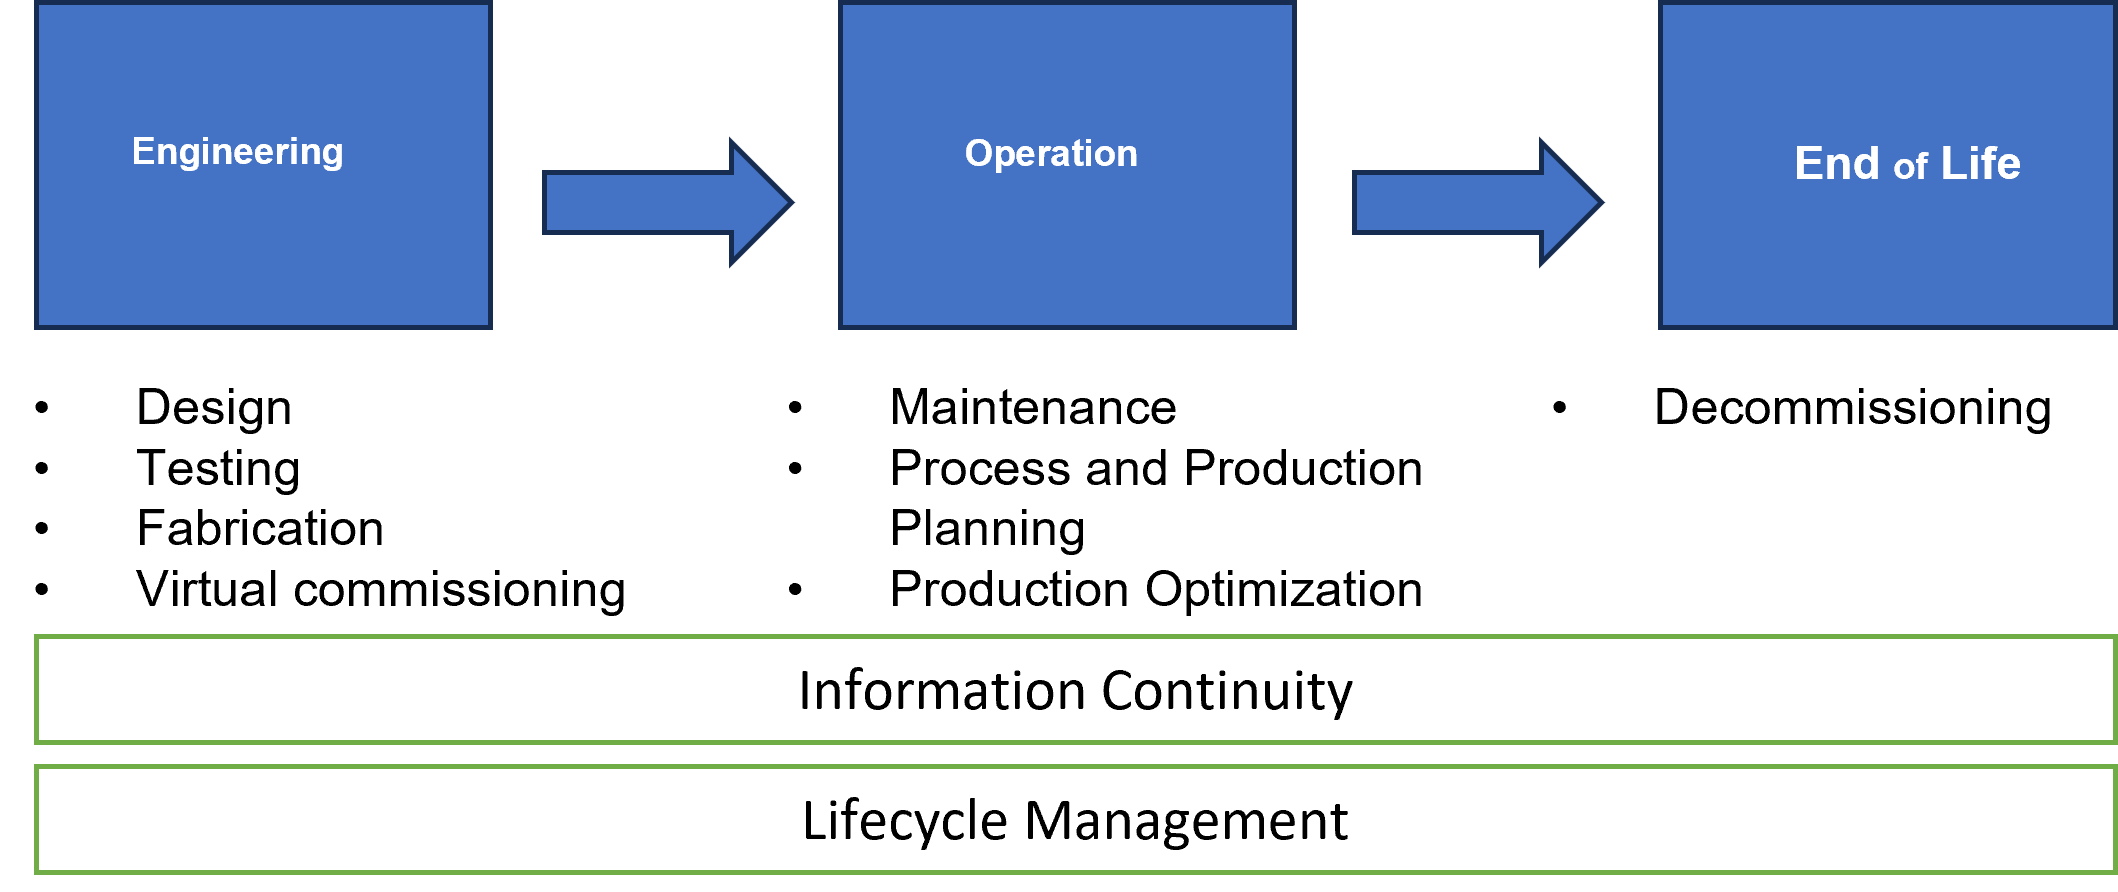 Engineering
Operation
End of Life
• Design
• Testing
• Fabrication
• Virtual commissioning
• Maintenance
• Process and Production
Planning
• Production Optimization
• Decommissioning
Information Continuity
Lifecycle Management